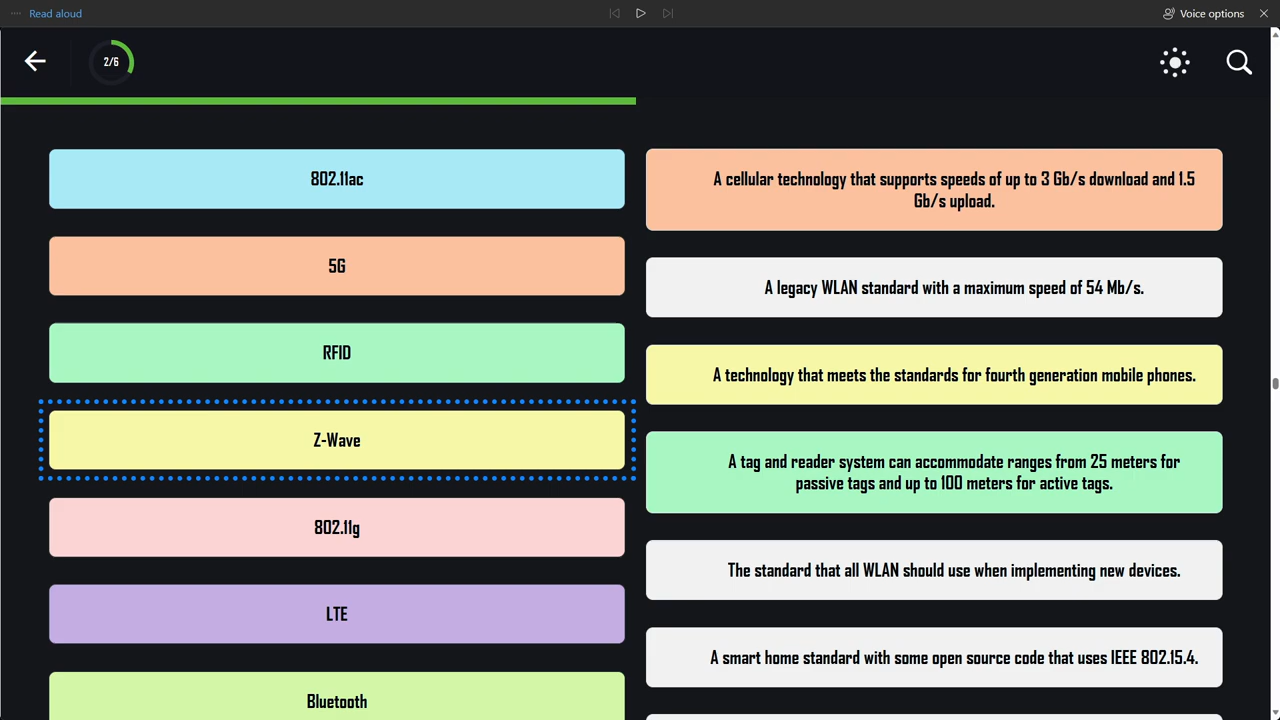 Read aloud
Voice options
2/6
802.11ac
5G
RFID
Z-Wave
802.11g
LTE
Bluetooth
A cellular technology that supports speeds of up to 3 Gb/s download and 1.5
Gb/s upload.
A legacy WLAN standard with a maximum speed of 54 Mb/s.
A technology that meets the standards for fourth generation mobile phones.
A tag and reader system can accommodate ranges from 25 meters for
passive tags and up to 100 meters for active tags.
The standard that all WLAN should use when implementing new devices.
A smart home standard with some open source code that uses IEEE 802.15.4.